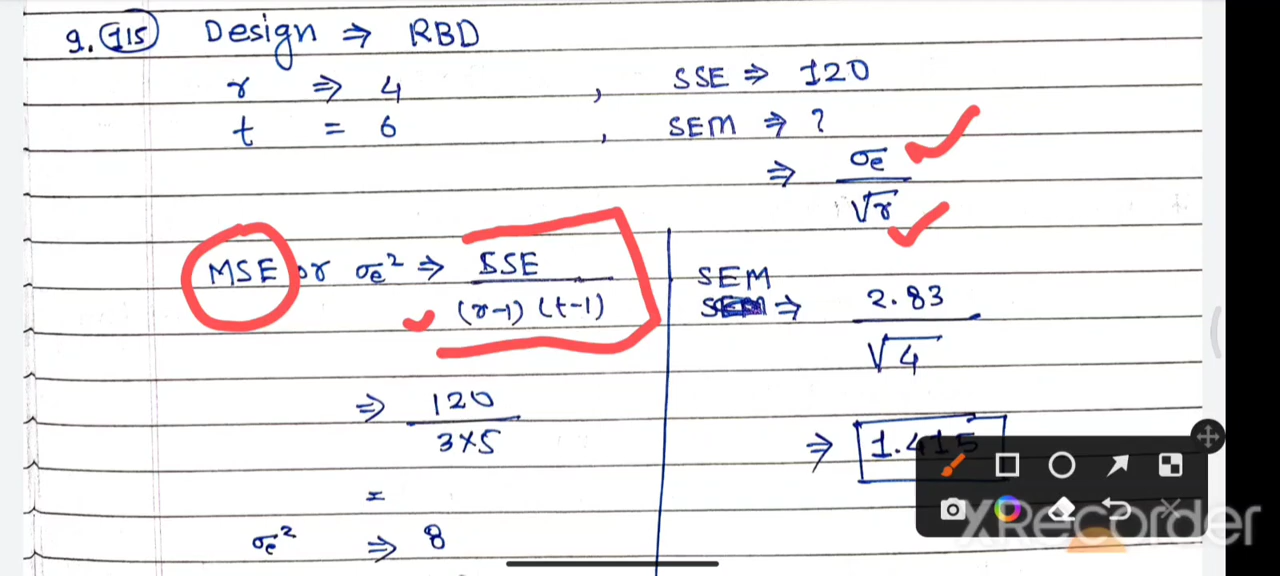 9. 115 Design ⇒ RBD
r ⇒ 4 , SSE ⇒ 120
t = 6 , SEM ⇒ ?
⇒ σe / √r
MSE or σe² ⇒ SSE / (r-1) (t-1)
SEM ⇒ 2.83 / √4
⇒ 120 / 3×5
⇒ 1.415
=
σe² ⇒ 8
XRecorder